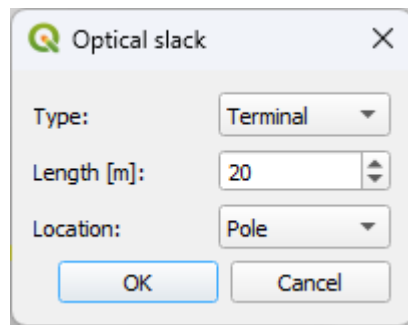 Optical slack
Type: Terminal
Length [m]: 20
Location: Pole
OK Cancel